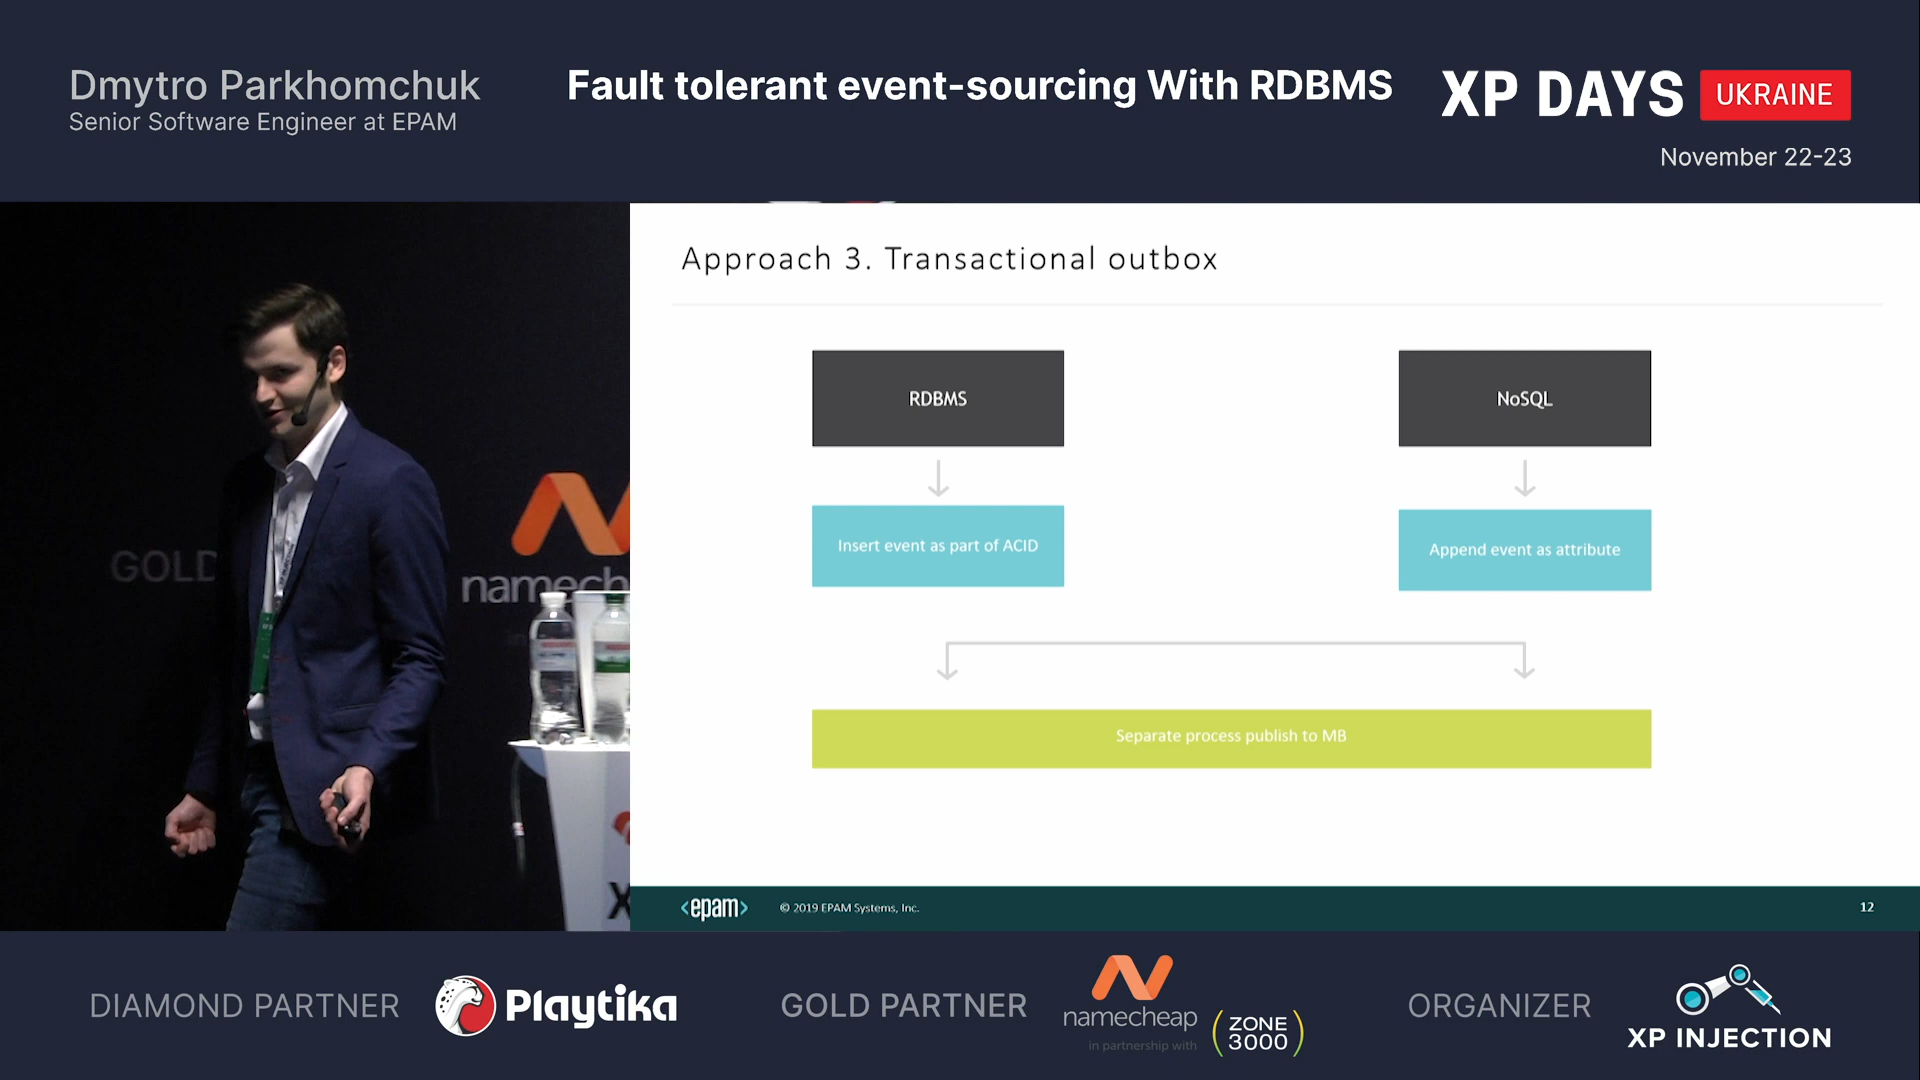 Dmytro Parkhomchuk
Senior Software Engineer at EPAM
Fault tolerant event-sourcing With RDBMS
XP DAYS UKRAINE
November 22-23
GOLD
namech
Approach 3. Transactional outbox
RDBMS
NoSQL
Insert event as part of ACID
Append event as attribute
Separate process publish to MB
<epam>
© 2019 EPAM Systems, Inc.
12
DIAMOND PARTNER
Playtika
GOLD PARTNER
namecheap
in partnership with
ZONE
3000
ORGANIZER
XP INJECTION